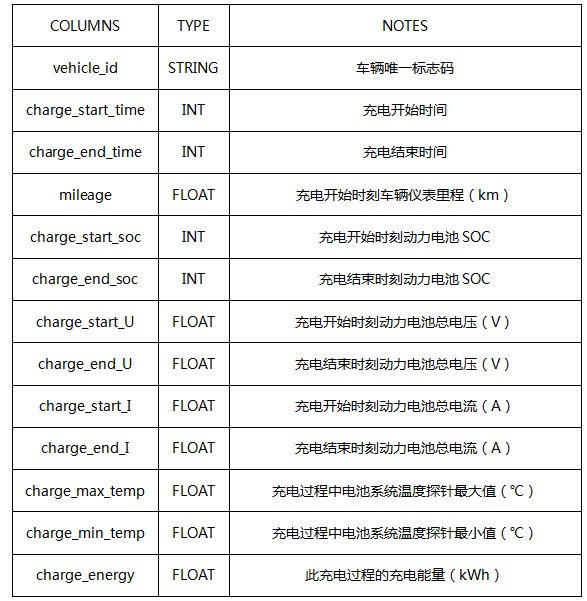 COLUMNS TYPE NOTES
vehicle_id STRING 车辆唯一标志码
charge_start_time INT 充电开始时间
charge_end_time INT 充电结束时间
mileage FLOAT 充电开始时刻车辆仪表里程（km）
charge_start_soc INT 充电开始时刻动力电池 SOC
charge_end_soc INT 充电结束时刻动力电池 SOC
charge_start_U FLOAT 充电开始时刻动力电池总电压（V）
charge_end_U FLOAT 充电结束时刻动力电池总电压（V）
charge_start_I FLOAT 充电开始时刻动力电池总电流（A）
charge_end_I FLOAT 充电结束时刻动力电池总电流（A）
charge_max_temp FLOAT 充电过程中电池系统温度探针最大值（℃）
charge_min_temp FLOAT 充电过程中电池系统温度探针最小值（℃）
charge_energy FLOAT 此充电过程的充电能量（kWh）